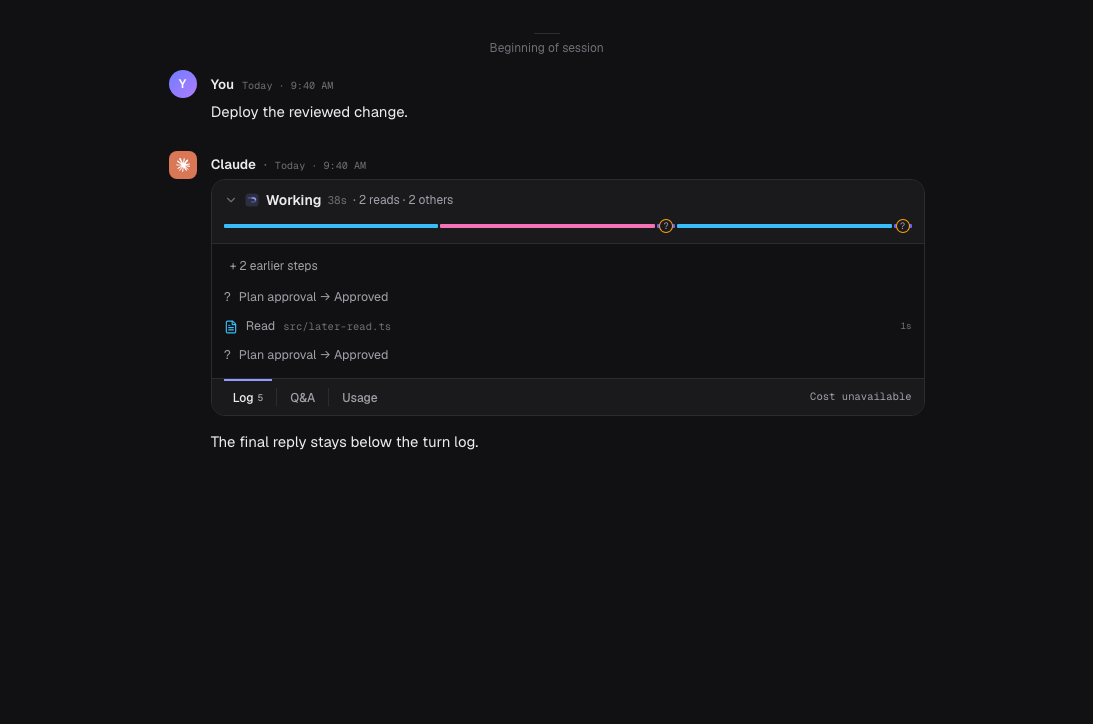 Beginning of session
Y You Today · 9:40 AM
Deploy the reviewed change.
Claude · Today · 9:40 AM
Working 38s · 2 reads · 2 others
? ?
+ 2 earlier steps
? Plan approval → Approved
Read src/later-read.ts 1s
? Plan approval → Approved
Log 5 Q&A Usage Cost unavailable
The final reply stays below the turn log.